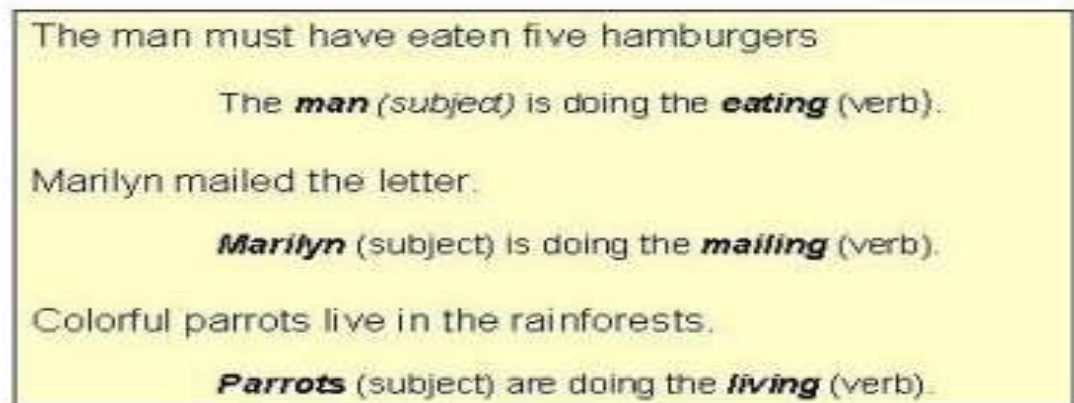 The man must have eaten five hamburgers
The man (subject) is doing the eating (verb).
Marilyn mailed the letter.
Marilyn (subject) is doing the mailing (verb).
Colorful parrots live in the rainforests.
Parrots (subject) are doing the living (verb).